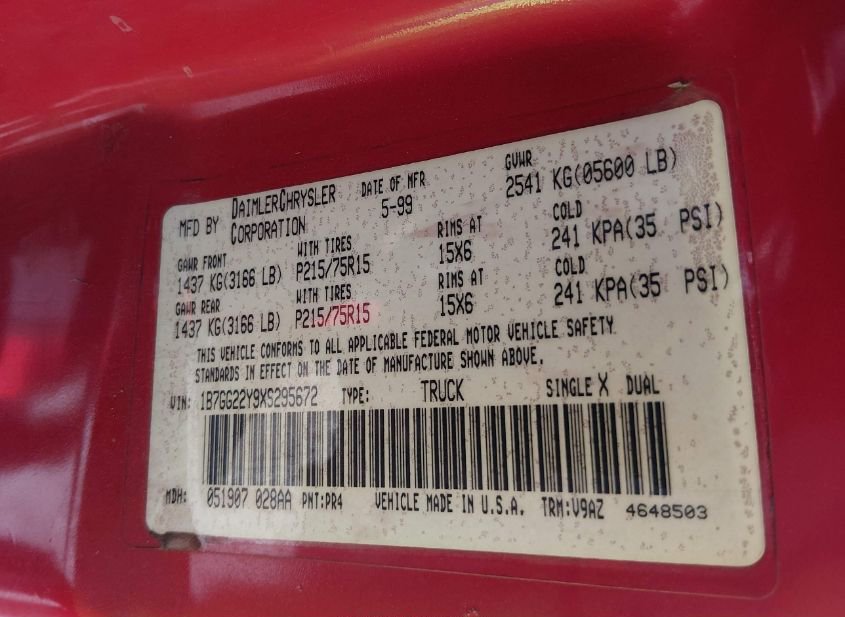 MFD BY DAIMLERCHRYSLER CORPORATION DATE OF MFR 5-99 GVWR 2541 KG(05600 LB)
GAWR FRONT WITH TIRES RIMS AT COLD
1437 KG(3166 LB) P215/75R15 15X6 241 KPA(35 PSI)
GAWR REAR WITH TIRES RIMS AT COLD
1437 KG(3166 LB) P215/75R15 15X6 241 KPA(35 PSI)
THIS VEHICLE CONFORMS TO ALL APPLICABLE FEDERAL MOTOR VEHICLE SAFETY
STANDARDS IN EFFECT ON THE DATE OF MANUFACTURE SHOWN ABOVE.
VIN: 1B7GG22Y9XS295672 TYPE: TRUCK SINGLE X DUAL
MDH: 051907 028AA PNT:PR4 VEHICLE MADE IN U.S.A. TRM:V9AZ 4648503